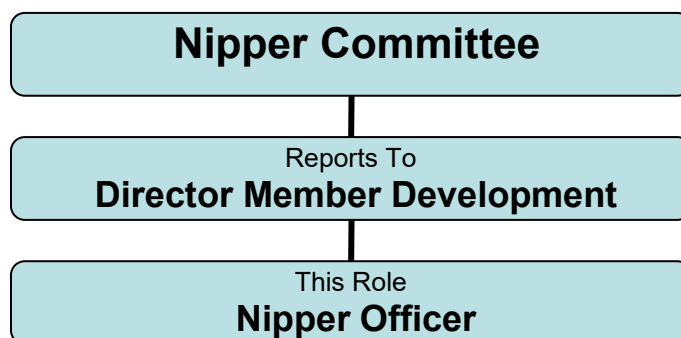 Nipper Committee
Reports To
Director Member Development
This Role
Nipper Officer